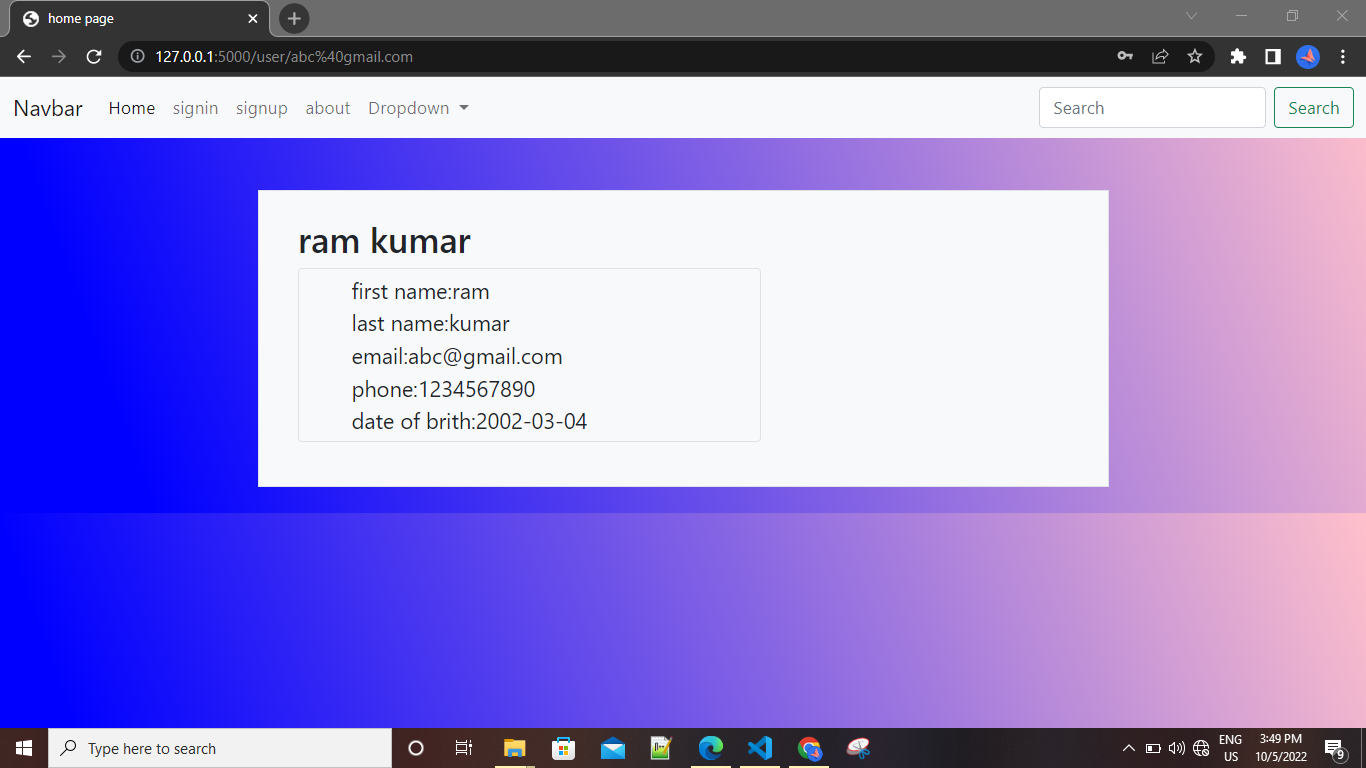 home page
127.0.0.1:5000/user/abc%40gmail.com
Navbar Home signin signup about Dropdown Search Search
ram kumar
first name:ram
last name:kumar
email:abc@gmail.com
phone:1234567890
date of brith:2002-03-04
Type here to search
ENG 3:49 PM
US 10/5/2022 9